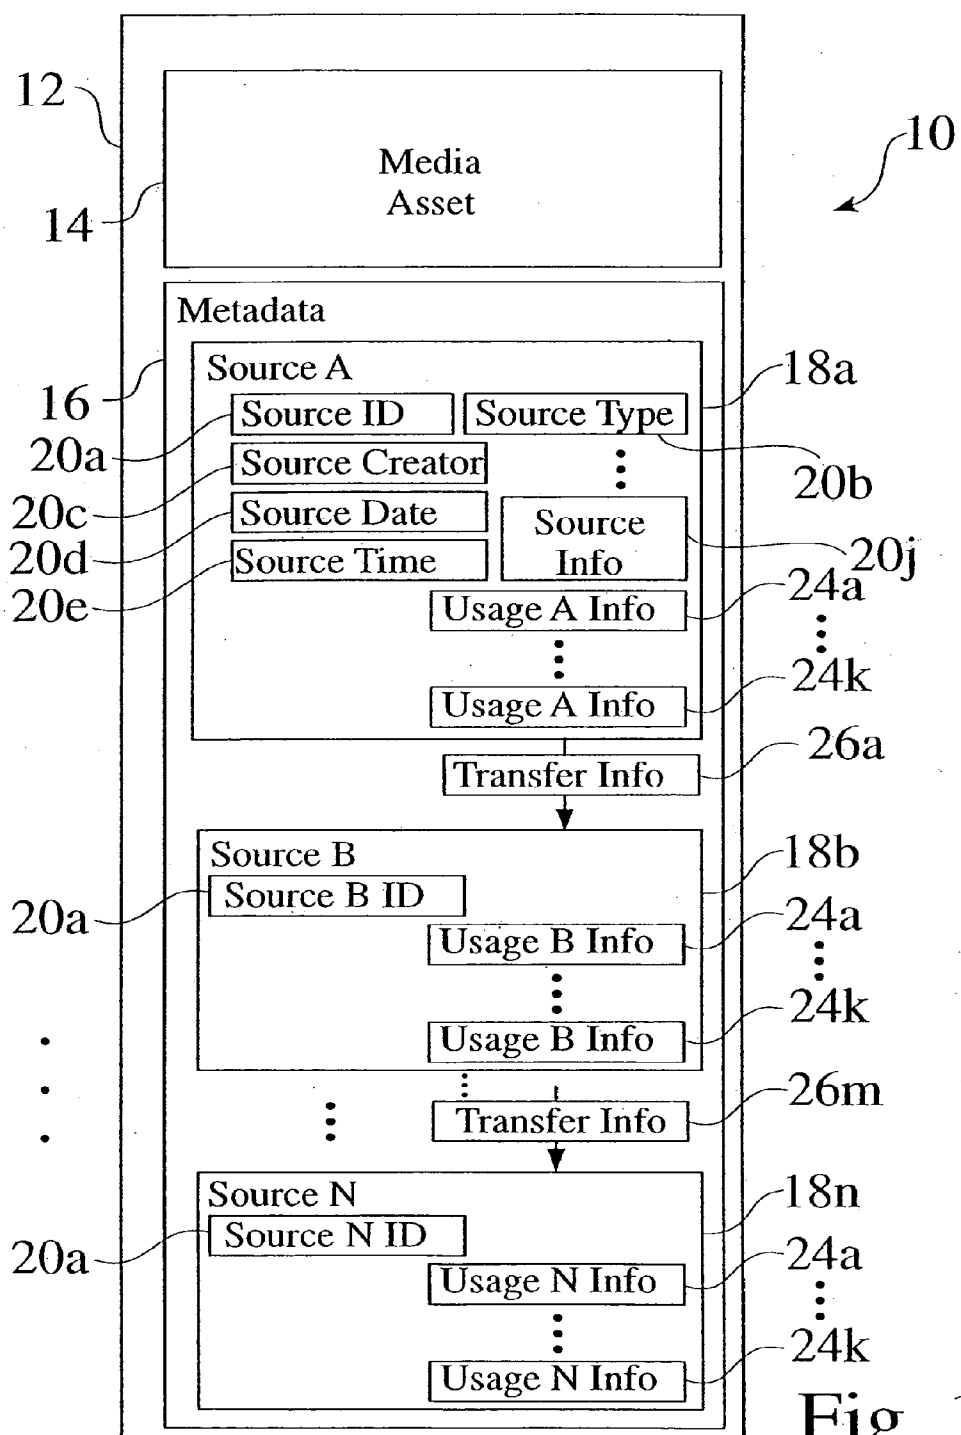 12
10
Media
Asset
14
Metadata
Source A
18a
16
Source ID
Source Type
20a
Source Creator
20b
20c
Source Date
Source
Info
20d
Source Time
20j
20e
Usage A Info
24a
Usage A Info
24k
Transfer Info
26a
Source B
18b
Source B ID
20a
Usage B Info
24a
Usage B Info
24k
Transfer Info
26m
Source N
18n
Source N ID
20a
Usage N Info
24a
Usage N Info
24k
Fig